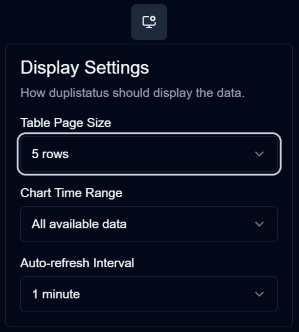 Display Settings
How duplistatus should display the data.
Table Page Size
5 rows
Chart Time Range
All available data
Auto-refresh Interval
1 minute